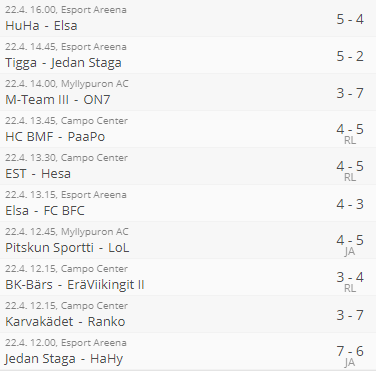 22.4. 16.00, Esport Areena
HuHa - Elsa
5 - 4
22.4. 14.45, Esport Areena
Tigga - Jedan Staga
5 - 2
22.4. 14.00, Myllypuron AC
M-Team III - ON7
3 - 7
22.4. 13.45, Campo Center
HC BMF - PaaPo
4 - 5
RL
22.4. 13.30, Campo Center
EST - Hesa
4 - 5
RL
22.4. 13.15, Esport Areena
Elsa - FC BFC
4 - 3
22.4. 12.45, Myllypuron AC
Pitskun Sportti - LoL
4 - 5
JA
22.4. 12.15, Campo Center
BK-Bärs - EräViikingit II
3 - 4
RL
22.4. 12.15, Campo Center
Karvakädet - Ranko
3 - 7
22.4. 12.00, Esport Areena
Jedan Staga - HaHy
7 - 6
JA